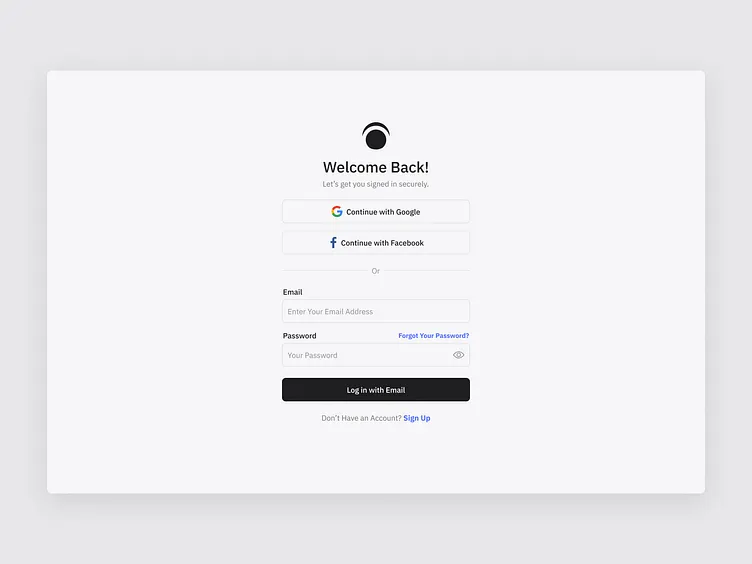 Welcome Back!
Let's get you signed in securely.
Continue with Google
Continue with Facebook
Or
Email
Enter Your Email Address
Password Forgot Your Password?
Your Password
Log in with Email
Don't Have an Account? Sign Up